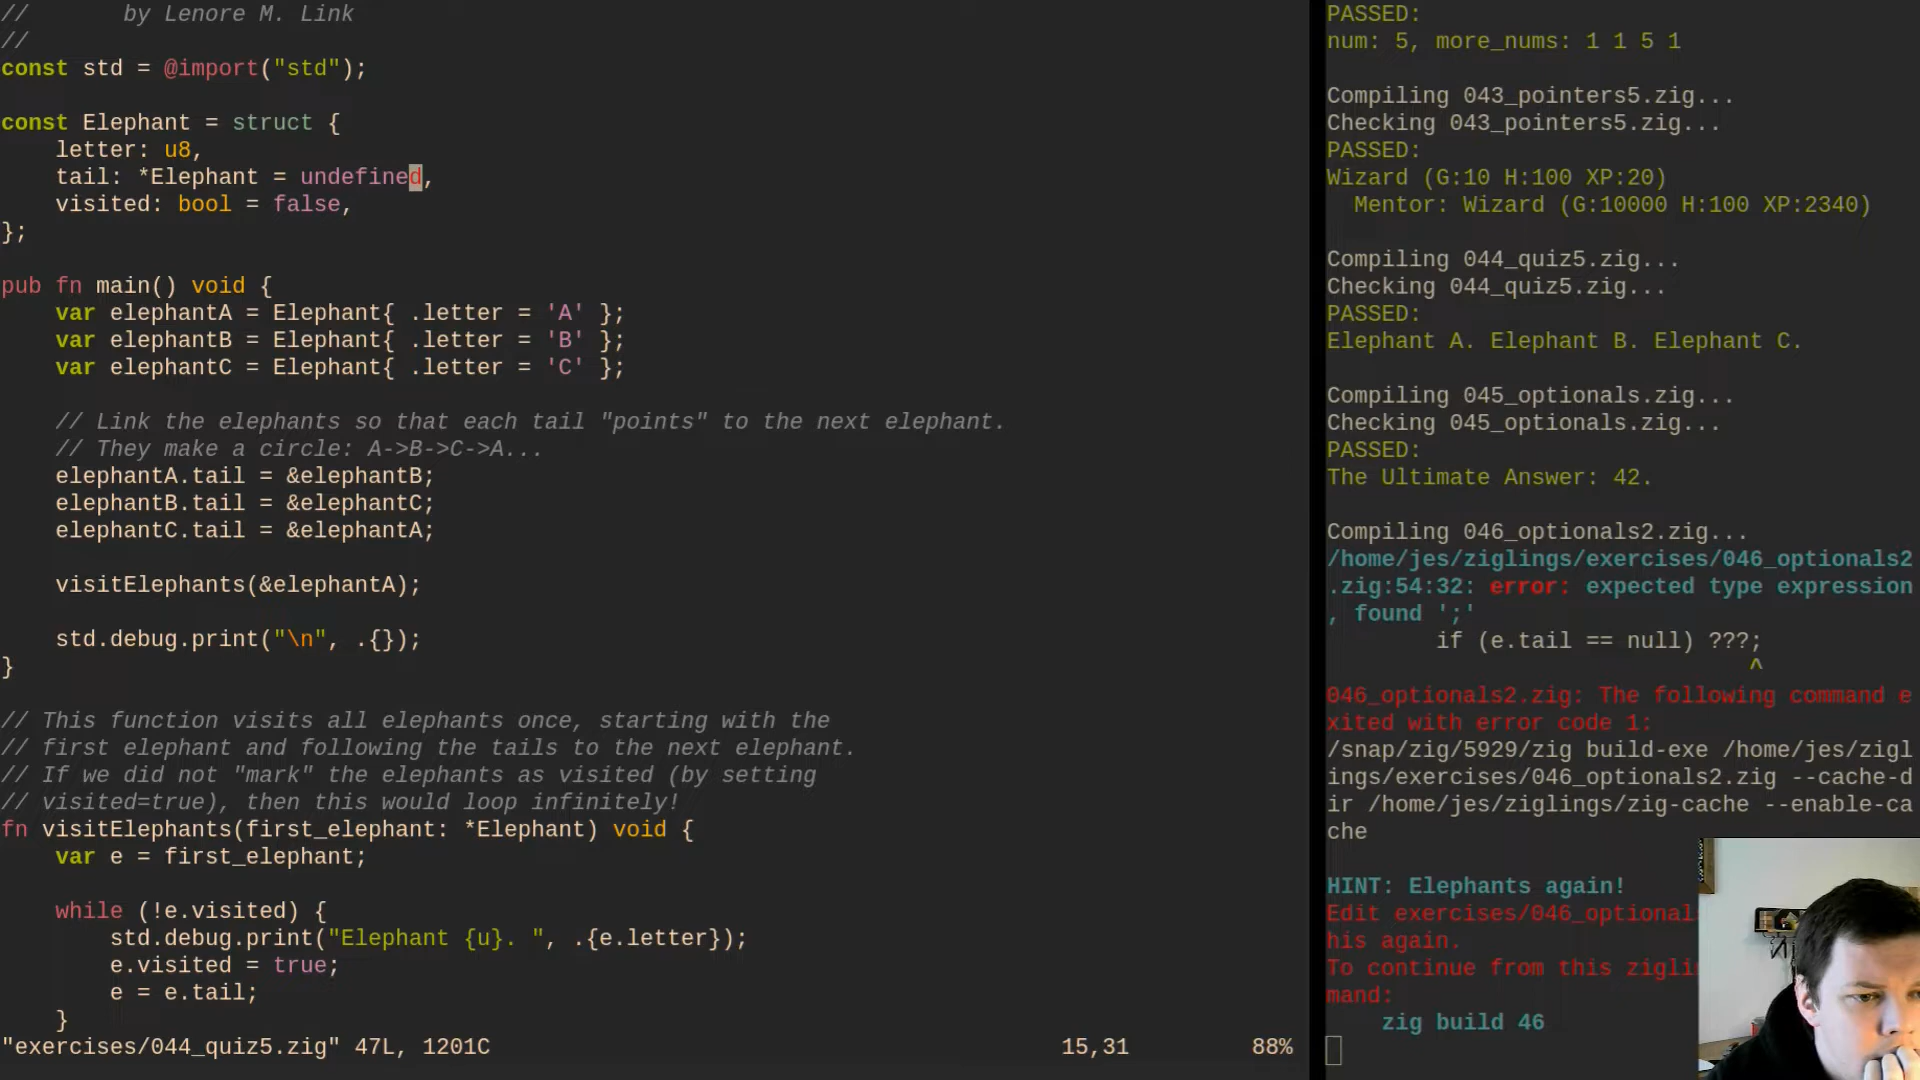 //       by Lenore M. Link
//
const std = @import("std");
const Elephant = struct {
    letter: u8,
    tail: *Elephant = undefined,
    visited: bool = false,
};
pub fn main() void {
    var elephantA = Elephant{ .letter = 'A' };
    var elephantB = Elephant{ .letter = 'B' };
    var elephantC = Elephant{ .letter = 'C' };
    // Link the elephants so that each tail "points" to the next elephant.
    // They make a circle: A->B->C->A...
    elephantA.tail = &elephantB;
    elephantB.tail = &elephantC;
    elephantC.tail = &elephantA;
    visitElephants(&elephantA);
    std.debug.print("\n", .{});
}
// This function visits all elephants once, starting with the
// first elephant and following the tails to the next elephant.
// If we did not "mark" the elephants as visited (by setting
// visited=true), then this would loop infinitely!
fn visitElephants(first_elephant: *Elephant) void {
    var e = first_elephant;
    while (!e.visited) {
        std.debug.print("Elephant {u}. ", .{e.letter});
        e.visited = true;
        e = e.tail;
    }
"exercises/044_quiz5.zig" 47L, 1201C 15,31 88%
PASSED:
num: 5, more_nums: 1 1 5 1
Compiling 043_pointers5.zig...
Checking 043_pointers5.zig...
PASSED:
Wizard (G:10 H:100 XP:20)
  Mentor: Wizard (G:10000 H:100 XP:2340)
Compiling 044_quiz5.zig...
Checking 044_quiz5.zig...
PASSED:
Elephant A. Elephant B. Elephant C.
Compiling 045_optionals.zig...
Checking 045_optionals.zig...
PASSED:
The Ultimate Answer: 42.
Compiling 046_optionals2.zig...
/home/jes/ziglings/exercises/046_optionals2
.zig:54:32: error: expected type expression
, found ';'
        if (e.tail == null) ???;
                               ^
046_optionals2.zig: The following command e
xited with error code 1:
/snap/zig/5929/zig build-exe /home/jes/zigl
ings/exercises/046_optionals2.zig --cache-d
ir /home/jes/ziglings/zig-cache --enable-ca
che
HINT: Elephants again!
Edit exercises/046_optional
his again.
To continue from this zigli
mand:
    zig build 46